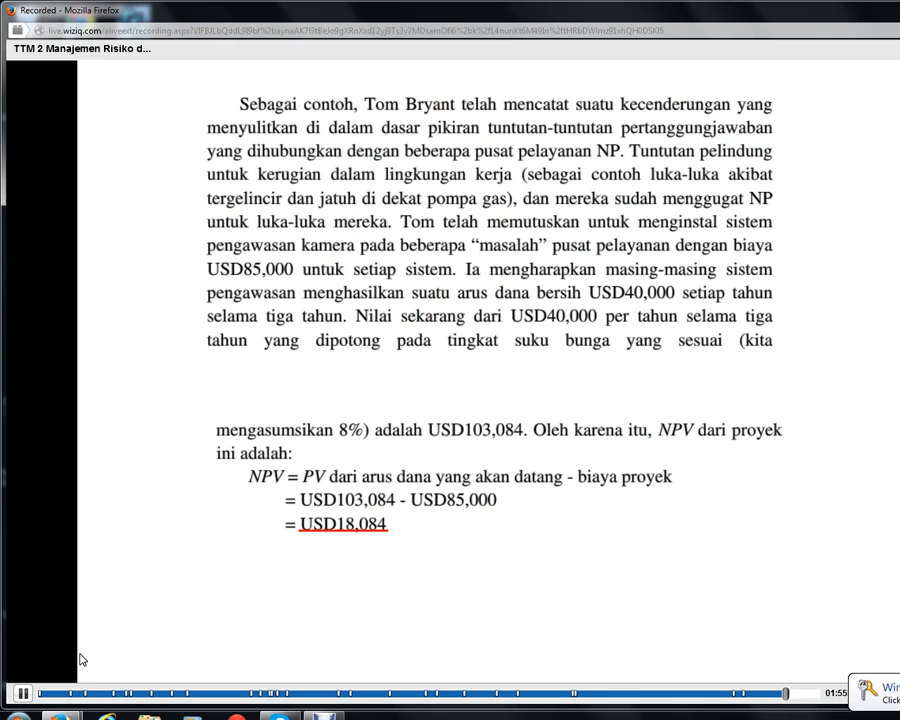 Recorded - Mozilla Firefox
TTM 2 Manajemen Risiko d...
Sebagai contoh, Tom Bryant telah mencatat suatu kecenderungan yang
menyulitkan di dalam dasar pikiran tuntutan-tuntutan pertanggungjawaban
yang dihubungkan dengan beberapa pusat pelayanan NP. Tuntutan pelindung
untuk kerugian dalam lingkungan kerja (sebagai contoh luka-luka akibat
tergelincir dan jatuh di dekat pompa gas), dan mereka sudah menggugat NP
untuk luka-luka mereka. Tom telah memutuskan untuk menginstal sistem
pengawasan kamera pada beberapa “masalah” pusat pelayanan dengan biaya
USD85,000 untuk setiap sistem. Ia mengharapkan masing-masing sistem
pengawasan menghasilkan suatu arus dana bersih USD40,000 setiap tahun
selama tiga tahun. Nilai sekarang dari USD40,000 per tahun selama tiga
tahun yang dipotong pada tingkat suku bunga yang sesuai (kita
mengasumsikan 8%) adalah USD103,084. Oleh karena itu, NPV dari proyek
ini adalah:
NPV = PV dari arus dana yang akan datang - biaya proyek
= USD103,084 - USD85,000
= USD18,084
01:55
Win
Click